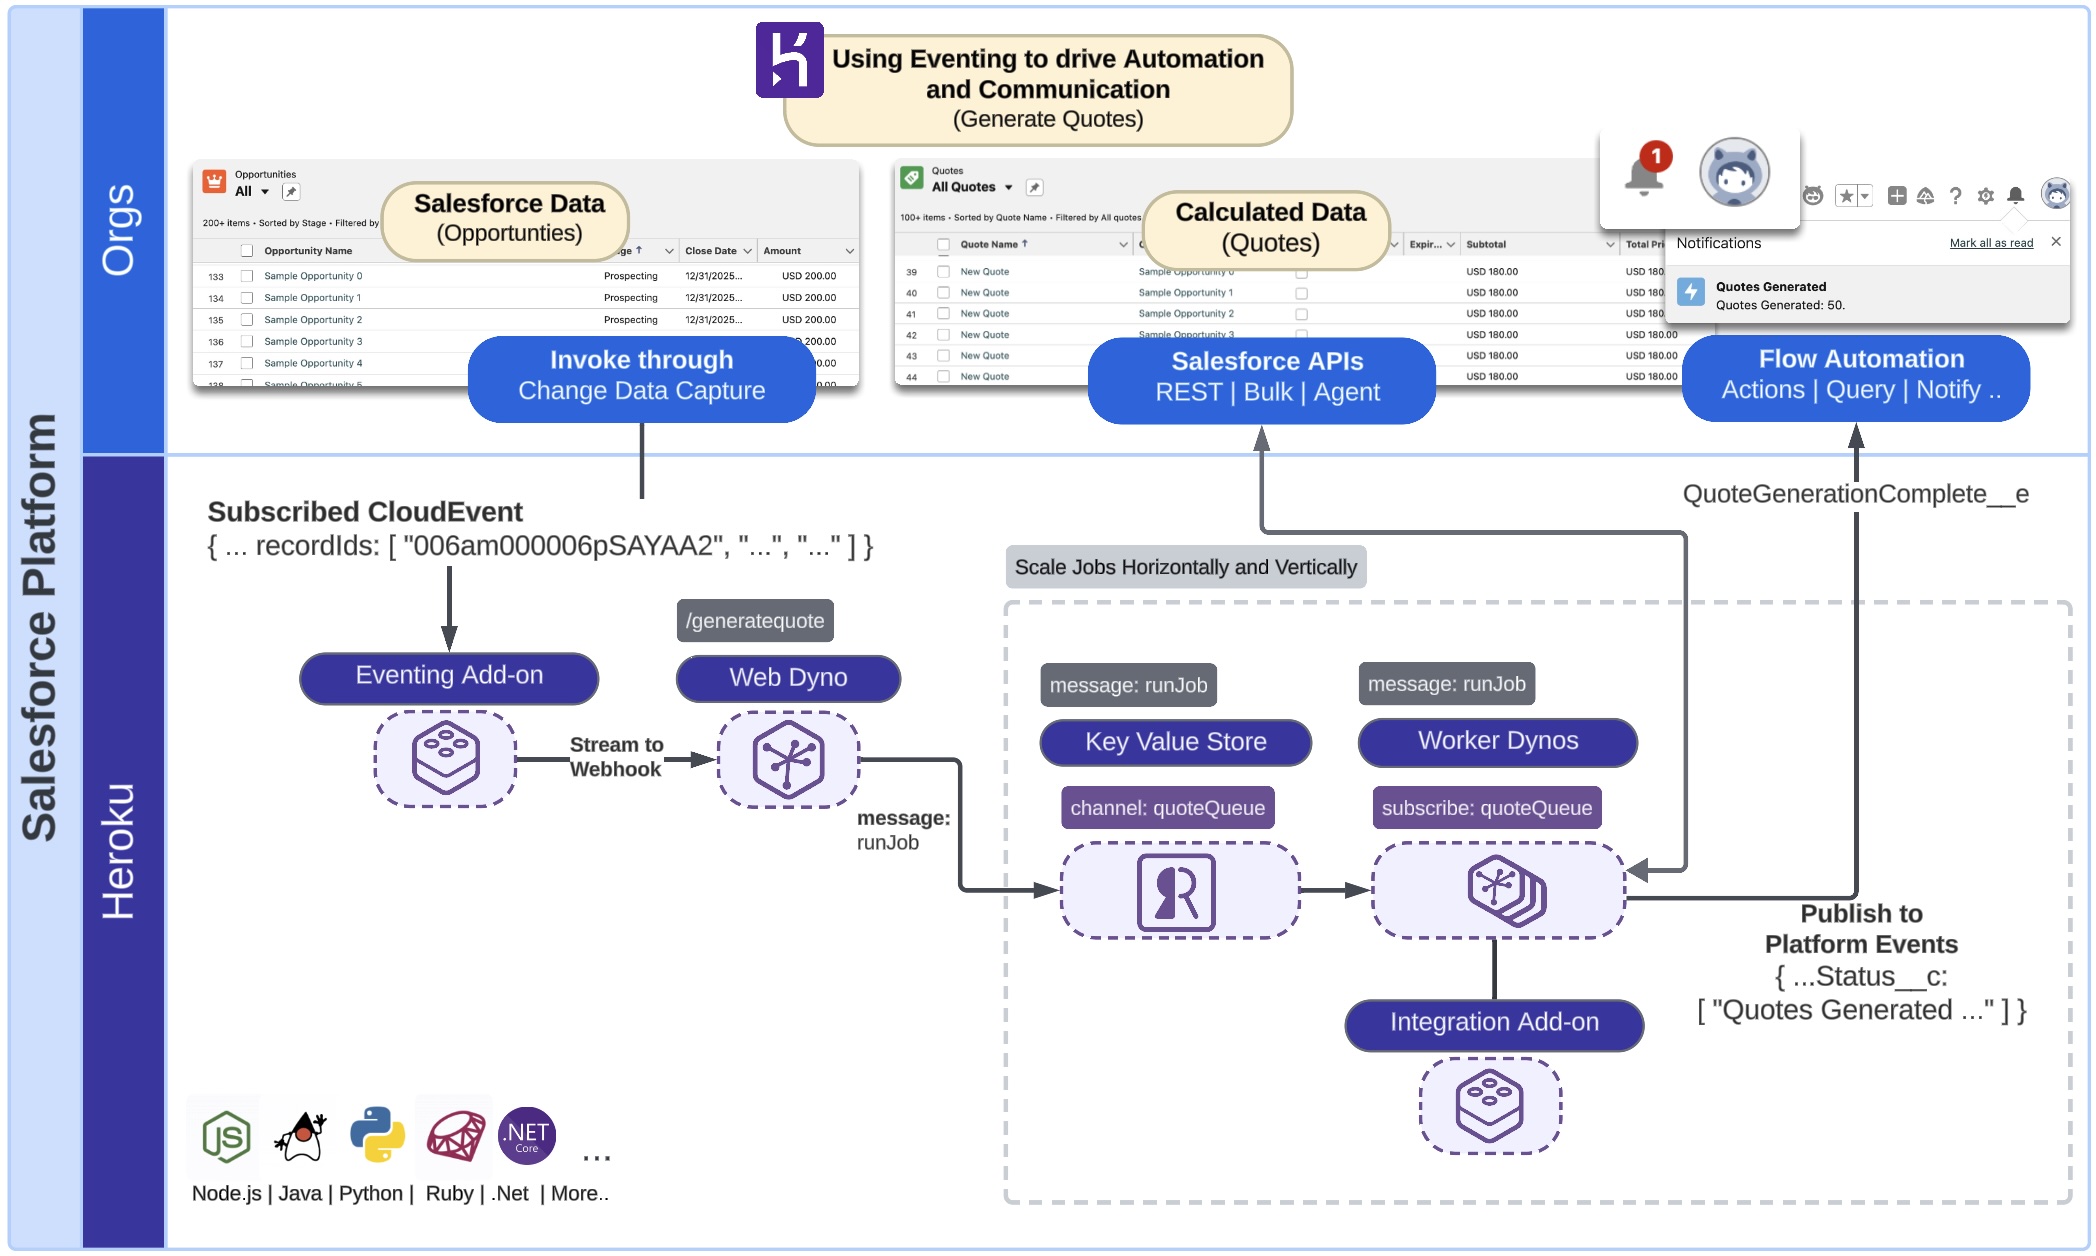 Salesforce Platform
Orgs
Heroku
Using Eventing to drive Automation
and Communication
(Generate Quotes)
Opportunities
All
200+ items • Sorted by Stage • Filtered by
Salesforce Data
(Opportunties)
Opportunity Name
Close Date
Amount
133 Sample Opportunity 0 Prospecting 12/31/2025... USD 200.00
134 Sample Opportunity 1 Prospecting 12/31/2025... USD 200.00
135 Sample Opportunity 2 Prospecting 12/31/2025... USD 200.00
136 Sample Opportunity 3 200.00
137 Sample Opportunity 4
138 Sample Opportunity 5
Invoke through
Change Data Capture
Quotes
All Quotes
100+ items • Sorted by Quote Name • Filtered by All quotes
Calculated Data
(Quotes)
Quote Name
Expir...
Subtotal
Total Pri
39 New Quote Sample Opportunity 0 USD 180.00 USD 180
40 New Quote Sample Opportunity 1 USD 180.00 USD 180
41 New Quote Sample Opportunity 2 USD 180.00 USD 180
42 New Quote Sample Opportunity 3 USD 180.00 USD 180.00
43 New Quote USD 180.00 USD 180.00
44 New Quote USD 180.00 USD 180.00
Salesforce APIs
REST | Bulk | Agent
1
Notifications
Mark all as read
Quotes Generated
Quotes Generated: 50.
Flow Automation
Actions | Query | Notify ..
Subscribed CloudEvent
{ ... recordIds: [ "006am000006pSAYAA2", "...", "..." ] }
QuoteGenerationComplete__e
Scale Jobs Horizontally and Vertically
/generatequote
Eventing Add-on
Web Dyno
Stream to
Webhook
message:
runJob
message: runJob
Key Value Store
channel: quoteQueue
message: runJob
Worker Dynos
subscribe: quoteQueue
R
Integration Add-on
Publish to
Platform Events
{ ...Status__c:
[ "Quotes Generated ..." ] }
JS
.NET
Core
...
Node.js | Java | Python | Ruby | .Net | More..